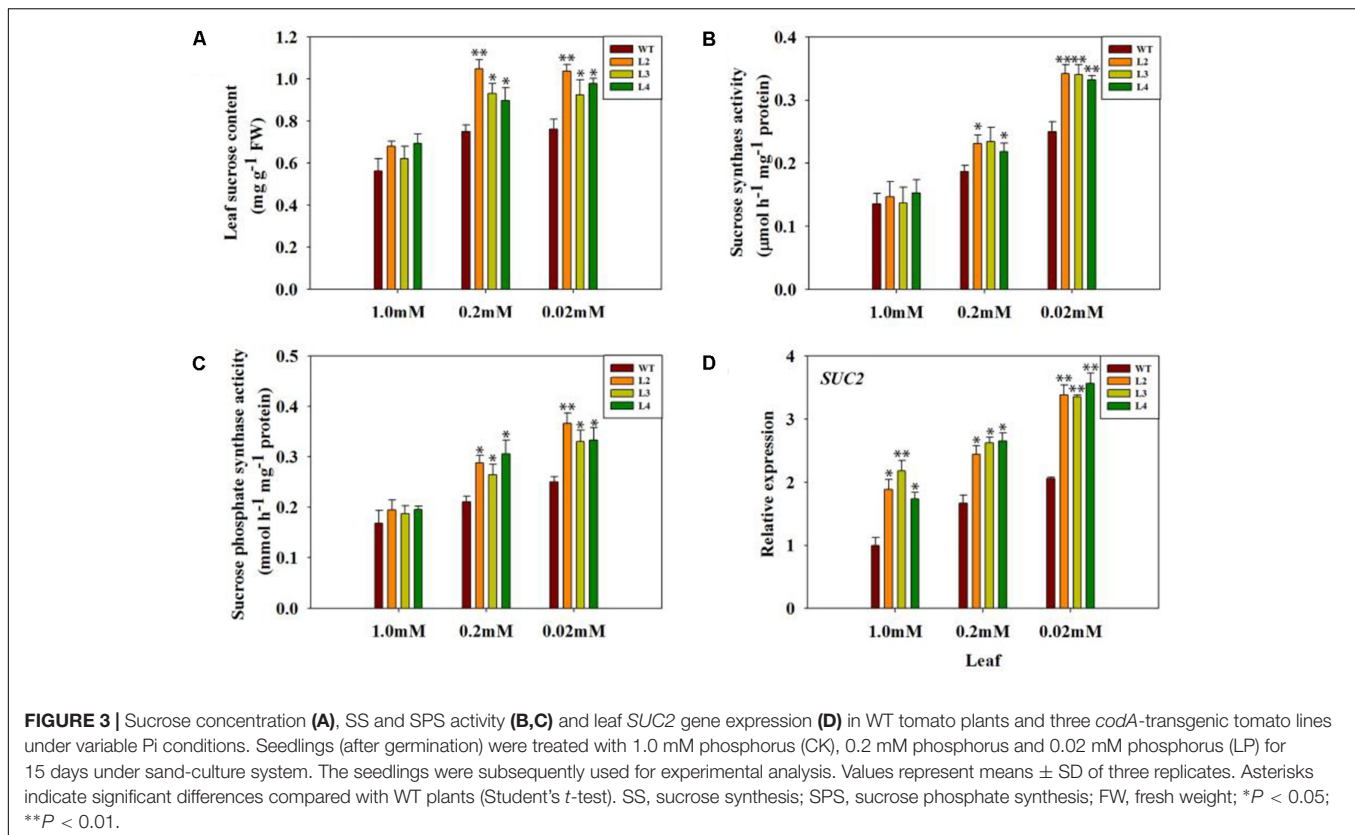 A
Leaf sucrose content
(mg g-1 FW)
1.2
1.0
0.8
0.6
0.4
0.2
0.0
** * *
** * *
WT
L2
L3
L4
1.0mM 0.2mM 0.02mM
B
Sucrose synthaes activity
(μmol h-1 mg-1 protein)
0.4
0.3
0.2
0.1
0.0
* *
** ** **
WT
L2
L3
L4
1.0mM 0.2mM 0.02mM
C
Sucrose phosphate synthase acticity
(mmol h-1 mg-1 protein)
0.5
0.4
0.3
0.2
0.1
0.0
* * *
** * *
WT
L2
L3
L4
1.0mM 0.2mM 0.02mM
D
SUC2
Relative expression
4
3
2
1
0
* ** *
* * *
** ** **
WT
L2
L3
L4
1.0mM 0.2mM 0.02mM
Leaf
FIGURE 3 | Sucrose concentration (A), SS and SPS activity (B,C) and leaf SUC2 gene expression (D) in WT tomato plants and three codA-transgenic tomato lines
under variable Pi conditions. Seedlings (after germination) were treated with 1.0 mM phosphorus (CK), 0.2 mM phosphorus and 0.02 mM phosphorus (LP) for
15 days under sand-culture system. The seedlings were subsequently used for experimental analysis. Values represent means ± SD of three replicates. Asterisks
indicate significant differences compared with WT plants (Student's t-test). SS, sucrose synthesis; SPS, sucrose phosphate synthesis; FW, fresh weight; *P < 0.05;
**P < 0.01.